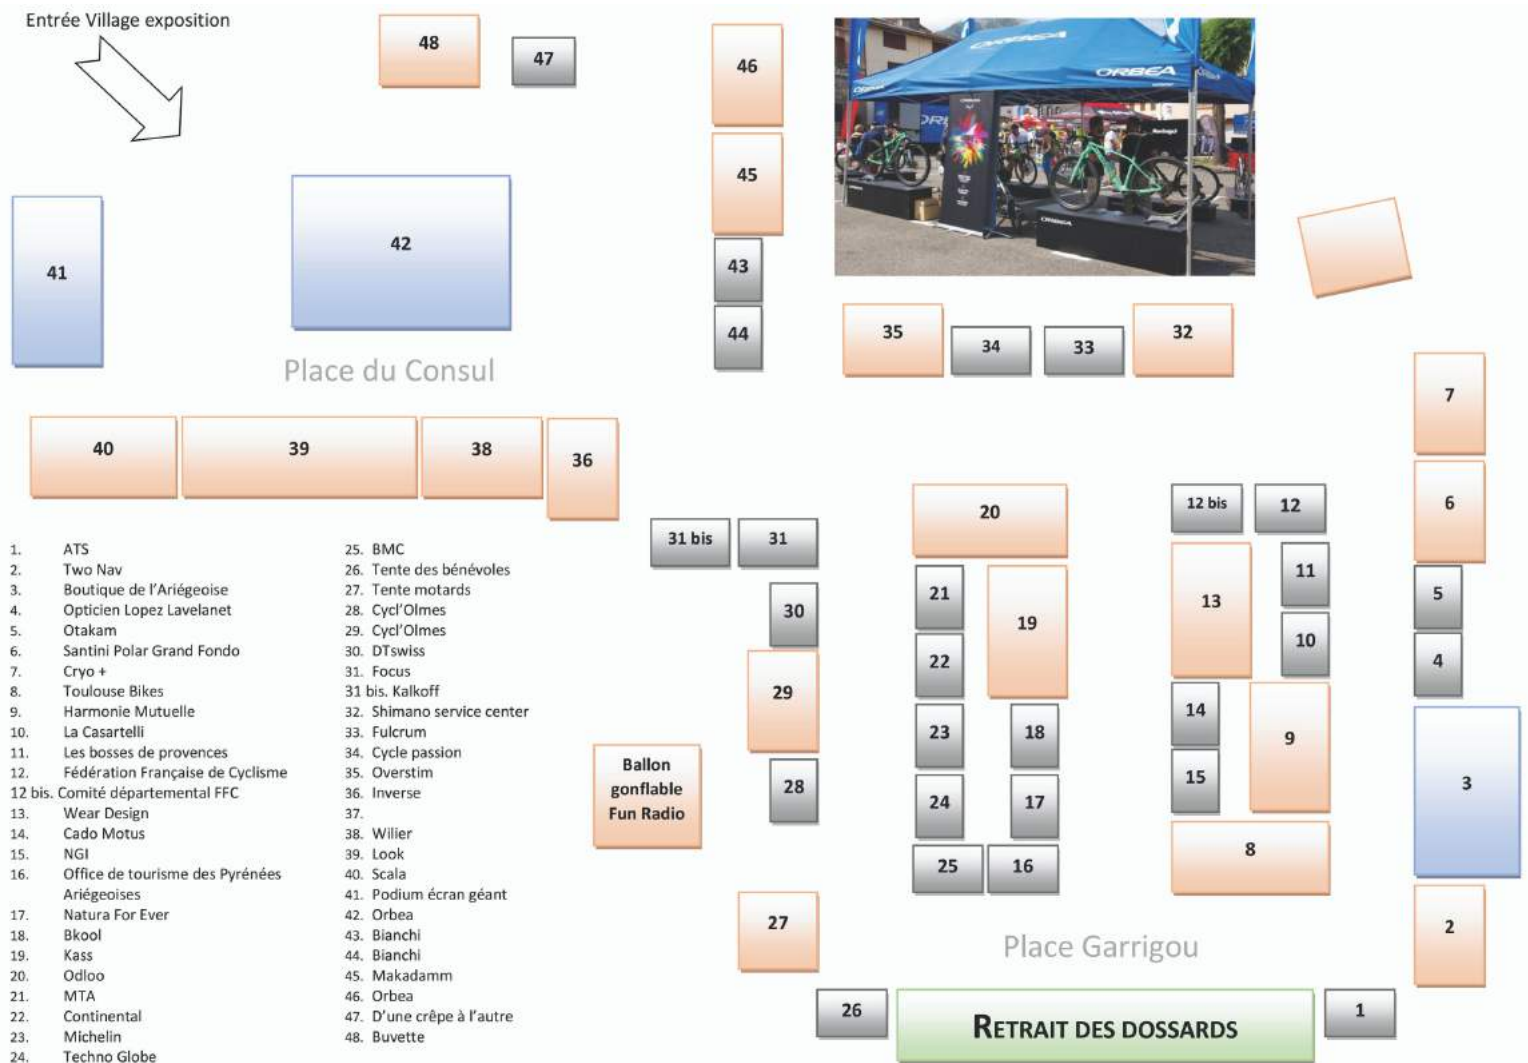 Entrée Village exposition
48
47
46
45
43
44
41
42
Place du Consul
ORBEA
ORBEA
ORBEA
ORBEA
35
34
33
32
7
6
5
4
3
2
40
39
38
36
31 bis
31
30
29
28
Ballon
gonflable
Fun Radio
27
20
21
19
22
23
18
24
17
25
16
12 bis
12
13
11
10
14
9
15
8
Place Garrigou
26
RETRAIT DES DOSSARDS
1
1. ATS
2. Two Nav
3. Boutique de l'Ariégeoise
4. Opticien Lopez Lavelanet
5. Otakam
6. Santini Polar Grand Fondo
7. Cryo +
8. Toulouse Bikes
9. Harmonie Mutuelle
10. La Casartelli
11. Les bosses de provences
12. Fédération Française de Cyclisme
12 bis. Comité départemental FFC
13. Wear Design
14. Cado Motus
15. NGI
16. Office de tourisme des Pyrénées
Ariégeoises
17. Natura For Ever
18. Bkool
19. Kass
20. Odloo
21. MTA
22. Continental
23. Michelin
24. Techno Globe
25. BMC
26. Tente des bénévoles
27. Tente motards
28. Cycl'Olmes
29. Cycl'Olmes
30. DTswiss
31. Focus
31 bis. Kalkoff
32. Shimano service center
33. Fulcrum
34. Cycle passion
35. Overstim
36. Inverse
37.
38. Wilier
39. Look
40. Scala
41. Podium écran géant
42. Orbea
43. Bianchi
44. Bianchi
45. Makadamm
46. Orbea
47. D'une crêpe à l'autre
48. Buvette